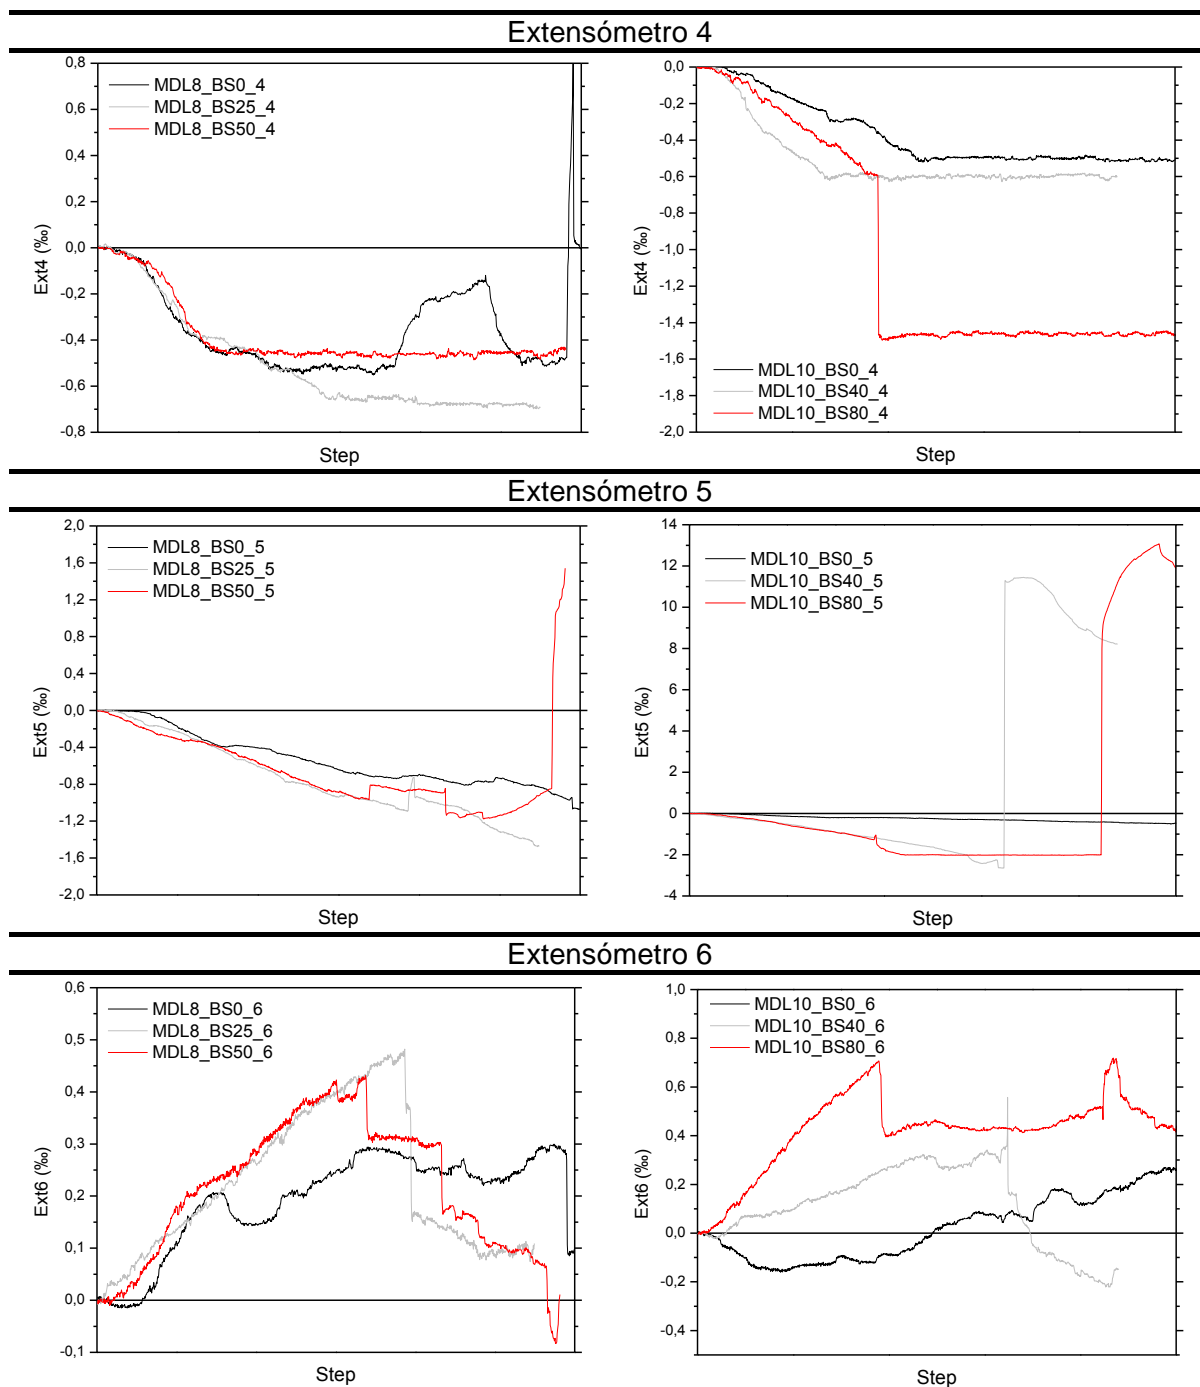 Extensómetro 4
0,8
0,6
0,4
0,2
0,0
-0,2
-0,4
-0,6
-0,8
Ext4 (‰)
MDL8_BS0_4
MDL8_BS25_4
MDL8_BS50_4
Step
0,0
-0,2
-0,4
-0,6
-0,8
-1,0
-1,2
-1,4
-1,6
-1,8
-2,0
Ext4 (‰)
MDL10_BS0_4
MDL10_BS40_4
MDL10_BS80_4
Step
Extensómetro 5
2,0
1,6
1,2
0,8
0,4
0,0
-0,4
-0,8
-1,2
-1,6
-2,0
Ext5 (‰)
MDL8_BS0_5
MDL8_BS25_5
MDL8_BS50_5
Step
14
12
10
8
6
4
2
0
-2
-4
Ext5 (‰)
MDL10_BS0_5
MDL10_BS40_5
MDL10_BS80_5
Step
Extensómetro 6
0,6
0,5
0,4
0,3
0,2
0,1
0,0
-0,1
Ext6 (‰)
MDL8_BS0_6
MDL8_BS25_6
MDL8_BS50_6
Step
1,0
0,8
0,6
0,4
0,2
0,0
-0,2
-0,4
Ext6 (‰)
MDL10_BS0_6
MDL10_BS40_6
MDL10_BS80_6
Step